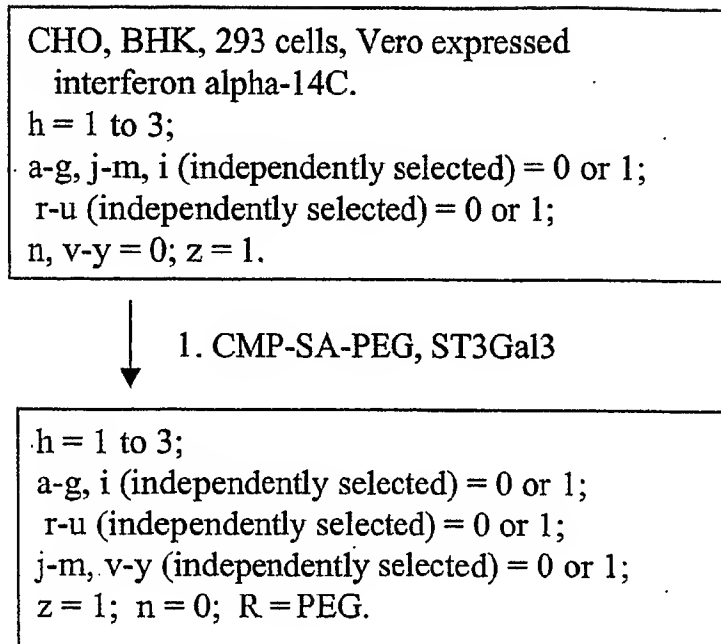 CHO, BHK, 293 cells, Vero expressed
interferon alpha-14C.
h = 1 to 3;
a-g, j-m, i (independently selected) = 0 or 1;
r-u (independently selected) = 0 or 1;
n, v-y = 0; z = 1.
1. CMP-SA-PEG, ST3Gal3
h = 1 to 3;
a-g, i (independently selected) = 0 or 1;
r-u (independently selected) = 0 or 1;
j-m, v-y (independently selected) = 0 or 1;
z = 1; n = 0; R = PEG.